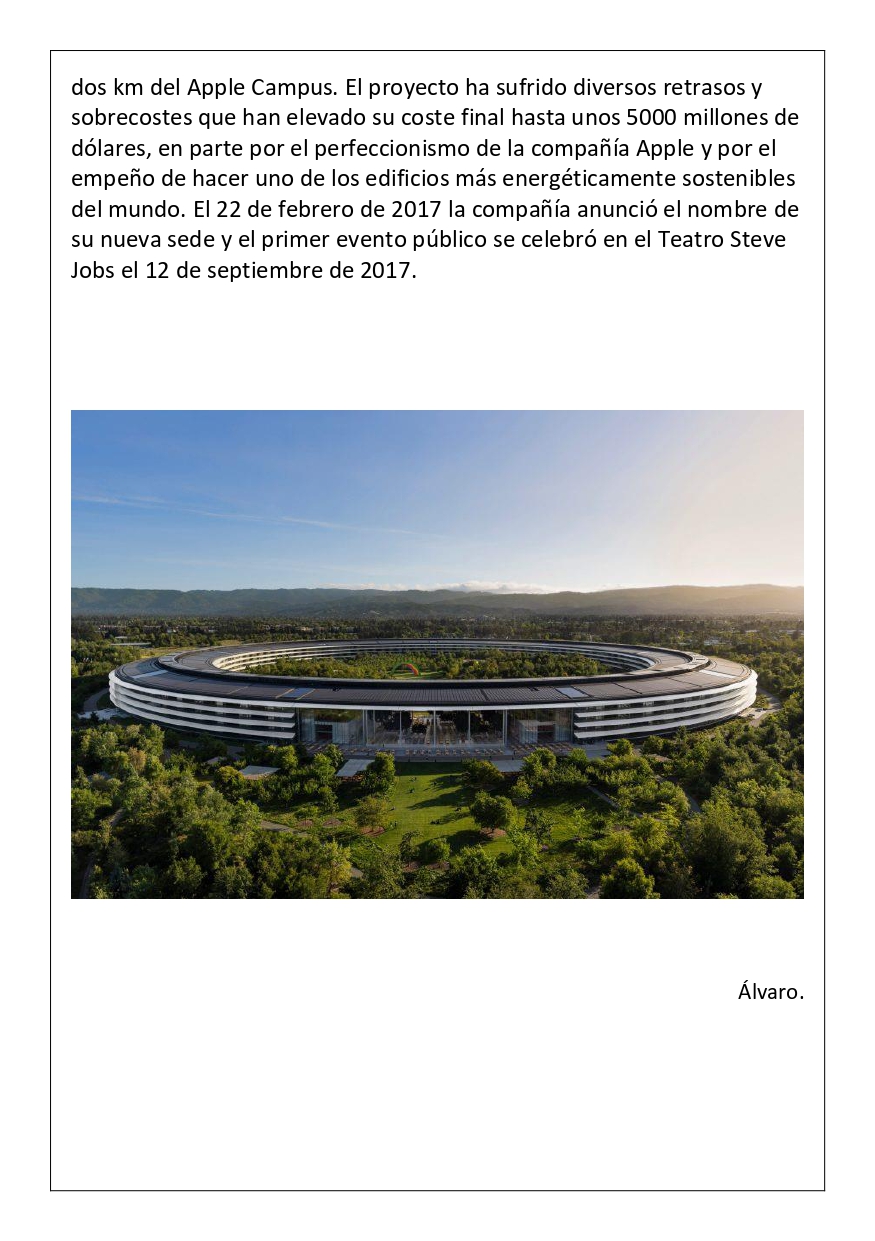 dos km del Apple Campus. El proyecto ha sufrido diversos retrasos y
sobrecostes que han elevado su coste final hasta unos 5000 millones de
dólares, en parte por el perfeccionismo de la compañía Apple y por el
empeño de hacer uno de los edificios más energéticamente sostenibles
del mundo. El 22 de febrero de 2017 la compañía anunció el nombre de
su nueva sede y el primer evento público se celebró en el Teatro Steve
Jobs el 12 de septiembre de 2017.
Álvaro.